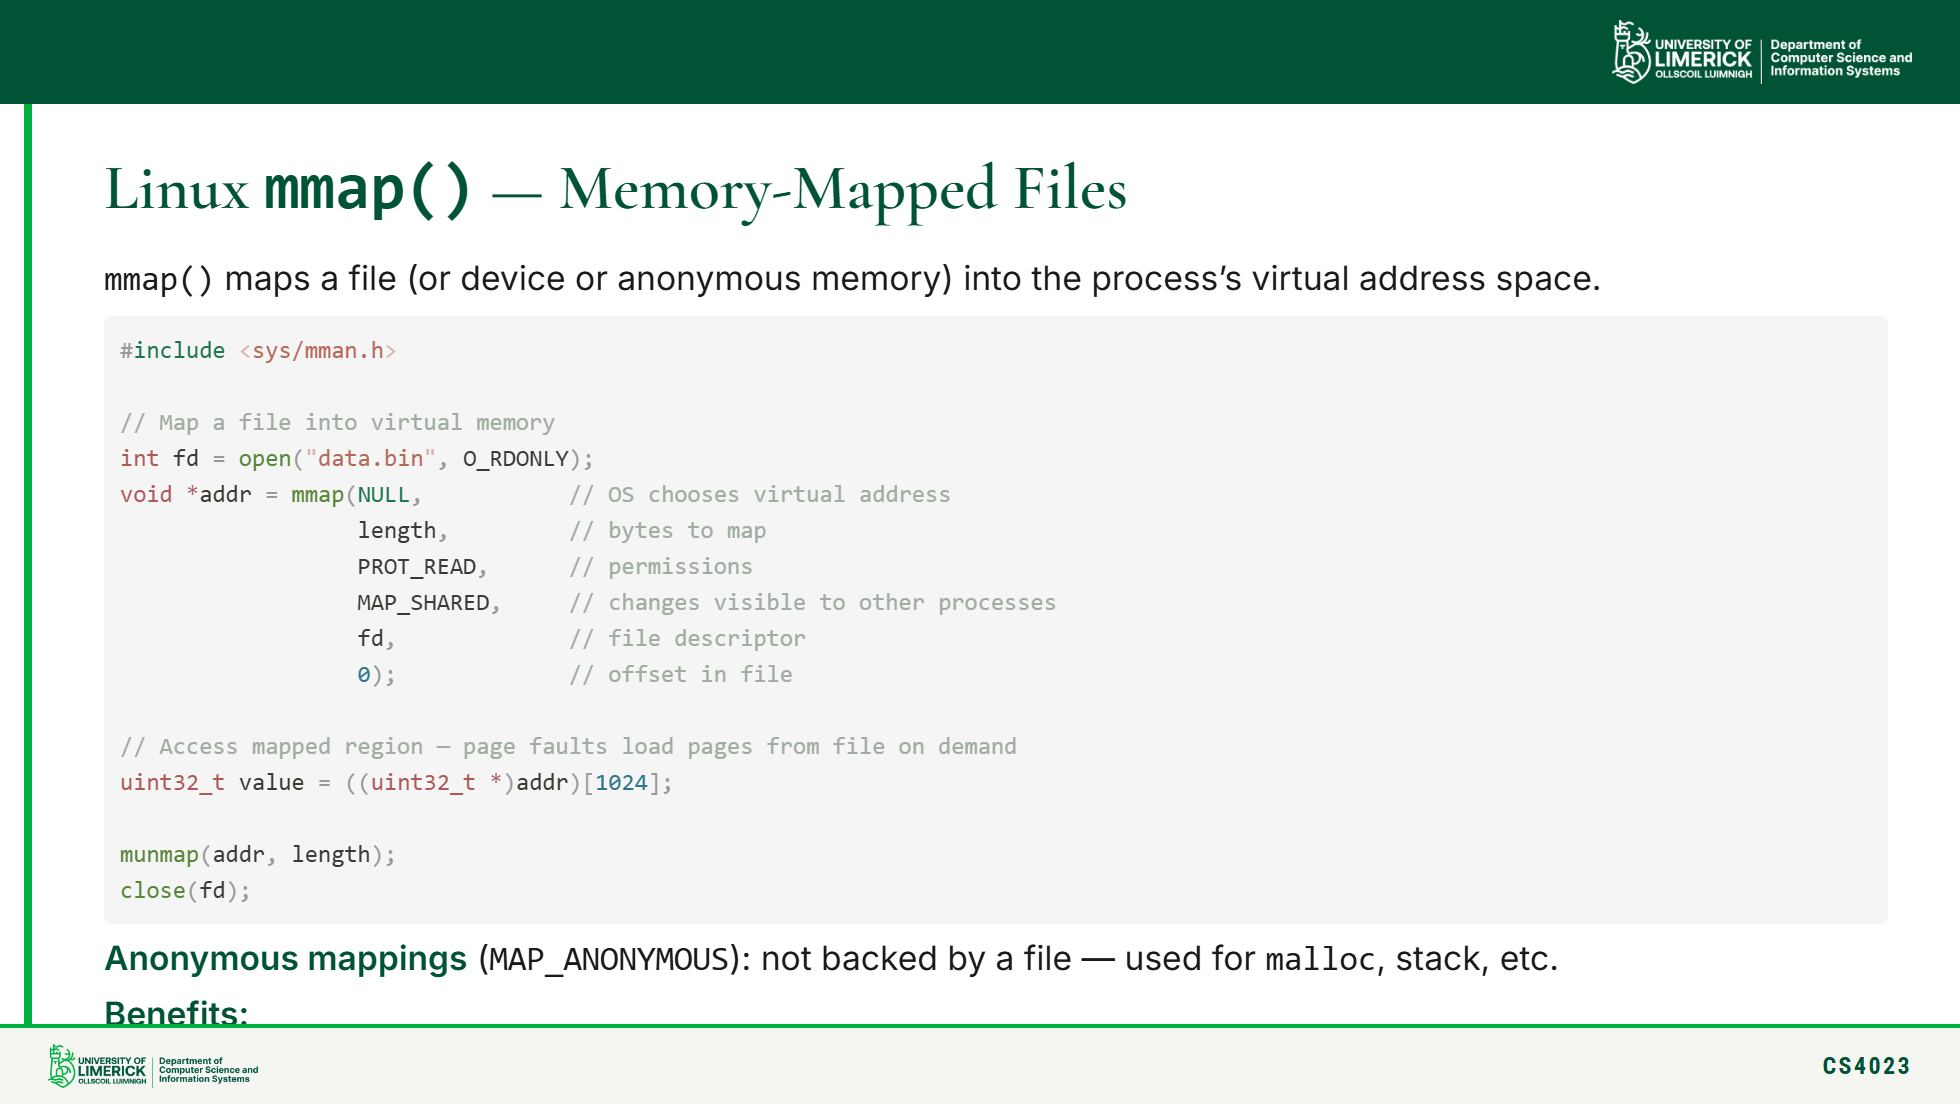 UNIVERSITY OF
LIMERICK
OLLSCOIL LUIMNIGH
Department of
Computer Science and
Information Systems
Linux mmap() — Memory-Mapped Files
mmap() maps a file (or device or anonymous memory) into the process’s virtual address space.
#include <sys/mman.h>
// Map a file into virtual memory
int fd = open("data.bin", O_RDONLY);
void *addr = mmap(NULL,           // OS chooses virtual address
                  length,         // bytes to map
                  PROT_READ,      // permissions
                  MAP_SHARED,     // changes visible to other processes
                  fd,             // file descriptor
                  0);             // offset in file
// Access mapped region — page faults load pages from file on demand
uint32_t value = ((uint32_t *)addr)[1024];
munmap(addr, length);
close(fd);
Anonymous mappings (MAP_ANONYMOUS): not backed by a file — used for malloc, stack, etc.
Benefits:
UNIVERSITY OF
LIMERICK
OLLSCOIL LUIMNIGH
Department of
Computer Science and
Information Systems
CS4023